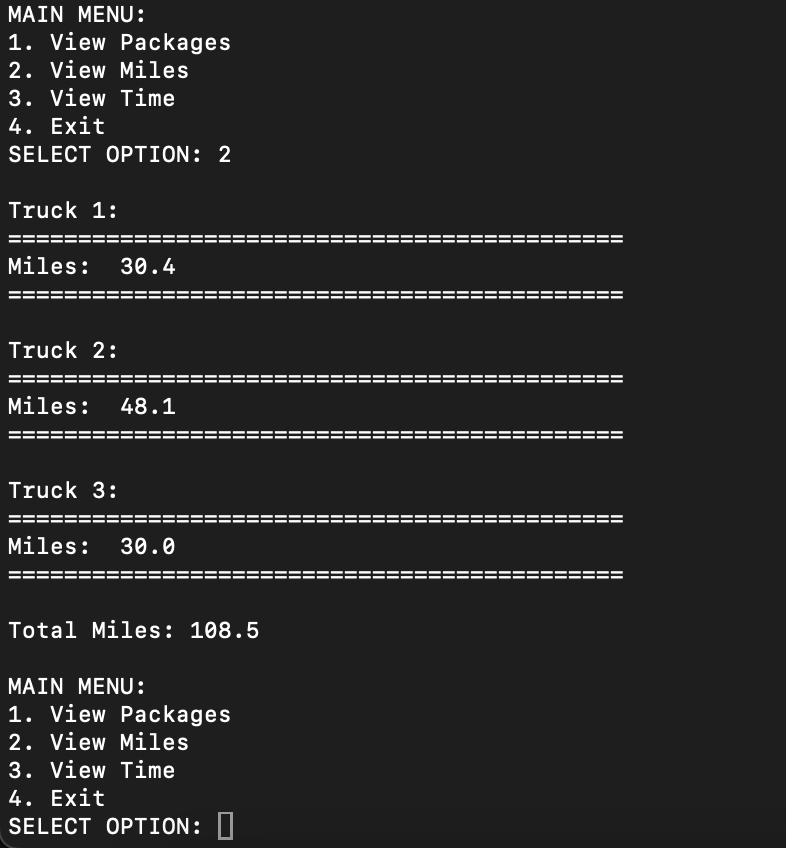 MAIN MENU:
1. View Packages
2. View Miles
3. View Time
4. Exit
SELECT OPTION: 2
Truck 1:
============================================
Miles:  30.4
============================================
Truck 2:
============================================
Miles:  48.1
============================================
Truck 3:
============================================
Miles:  30.0
============================================
Total Miles: 108.5
MAIN MENU:
1. View Packages
2. View Miles
3. View Time
4. Exit
SELECT OPTION: